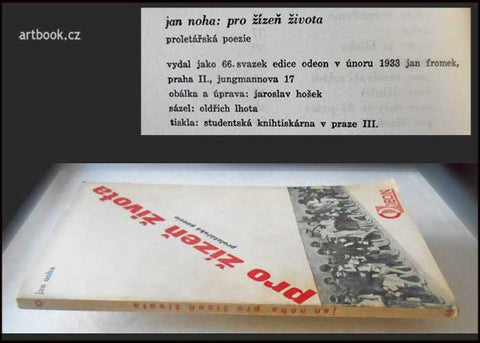 artbook,cz
jan noha: pro žízeň života
proletářská poezie
vydal jako 66. svazek edice odeon v únoru 1933 jan fromek,
praha II., jungmannova 17
obálka a úprava: jaroslav hošek
sázel: oldřich lhota
tiskla: studentská knihtiskárna v praze III.
pro žízeň života
proletářská poezie
ODEON
jan noha
jan noha pro žízeň života